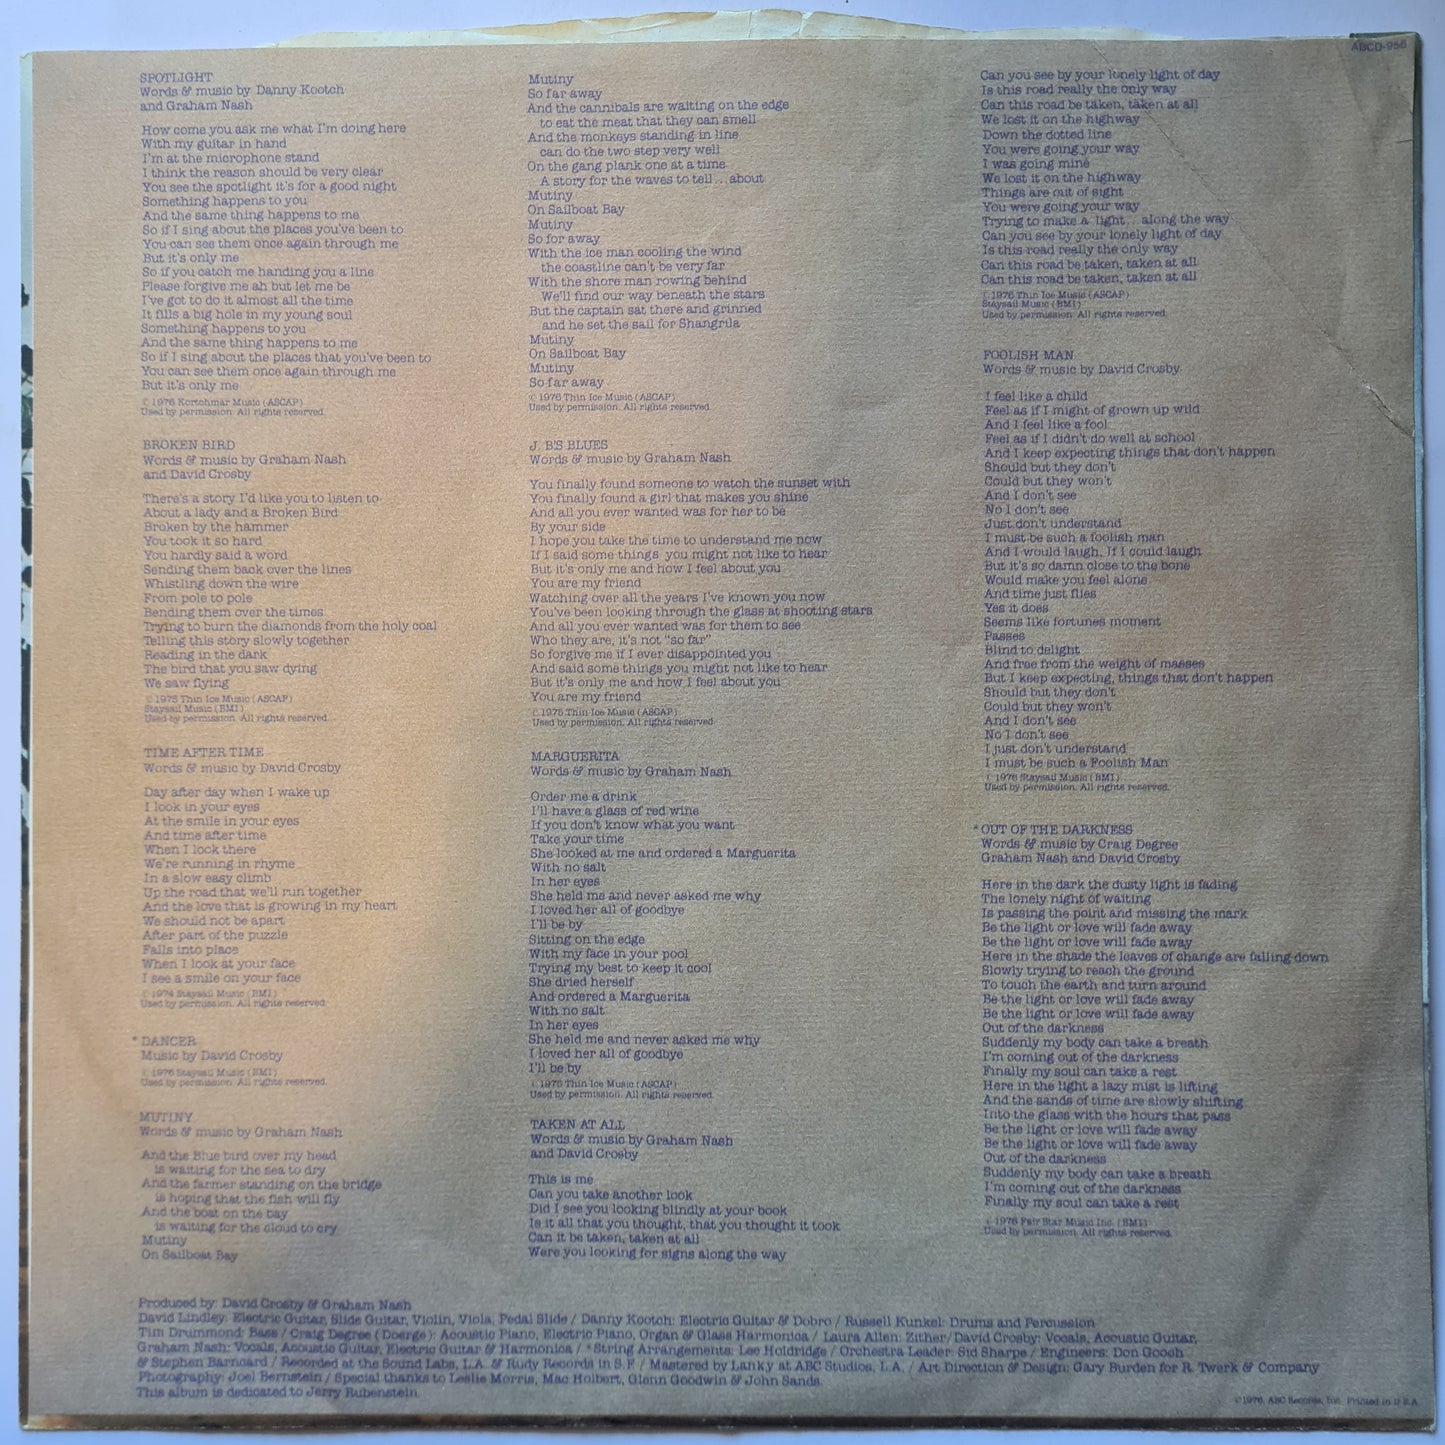 ABCD-956
SPOTLIGHT
Words & music by Danny Kootch
and Graham Nash
How come you ask me what I'm doing here
With my guitar in hand
I'm at the microphone stand
I think the reason should be very clear
You see the spotlight it's for a good night
Something happens to you
And the same thing happens to me
So if I sing about the places you've been to
You can see them once again through me
But it's only me
So if you catch me handing you a line
Please forgive me ah but let me be
I've got to do it almost all the time
It fills a big hole in my young soul
Something happens to you
And the same thing happens to me
So if I sing about the places that you've been to
You can see them once again through me
But it's only me
© 1976 Kortchmar Music (ASCAP)
Used by permission. All rights reserved.
BROKEN BIRD
Words & music by Graham Nash
and David Crosby
There's a story I'd like you to listen to
About a lady and a Broken Bird
Broken by the hammer
You took it so hard
You hardly said a word
Sending them back over the lines
Whistling down the wire
From pole to pole
Bending them over the times
Trying to burn the diamonds from the holy coal
Telling this story slowly together
Reading in the dark
The bird that you saw dying
We saw flying
© 1975 Thin Ice Music (ASCAP)
Staysail Music (BMI)
Used by permission. All rights reserved.
TIME AFTER TIME
Words & music by David Crosby
Day after day when I wake up
I look in your eyes
At the smile in your eyes
And time after time
When I look there
We're running in rhyme
In a slow easy climb
Up the road that we'll run together
And the love that is growing in my heart
We should not be apart
After part of the puzzle
Falls into place
When I look at your face
I see a smile on your face
© 1974 Staysail Music (BMI)
Used by permission. All rights reserved.
* DANCER
Music by David Crosby
© 1976 Staysail Music (BMI)
Used by permission. All rights reserved.
MUTINY
Words & music by Graham Nash
And the Blue bird over my head
is waiting for the sea to dry
And the farmer standing on the bridge
is hoping that the fish will fly
And the boat on the bay
is waiting for the cloud to cry
Mutiny
On Sailboat Bay
Mutiny
So far away
And the cannibals are waiting on the edge
to eat the meat that they can smell
And the monkeys standing in line
can do the two step very well
On the gang plank one at a time
A story for the waves to tell... about
Mutiny
On Sailboat Bay
Mutiny
So far away
With the ice man cooling the wind
the coastline can't be very far
With the shore man rowing behind
We'll find our way beneath the stars
But the captain sat there and grinned
and he set the sail for Shangrila
Mutiny
On Sailboat Bay
Mutiny
So far away
© 1976 Thin Ice Music (ASCAP)
Used by permission. All rights reserved.
J. B'S BLUES
Words & music by Graham Nash
You finally found someone to watch the sunset with
You finally found a girl that makes you shine
And all you ever wanted was for her to be
By your side
I hope you take the time to understand me now
If I said some things you might not like to hear
But it's only me and how I feel about you
You are my friend
Watching over all the years I've known you now
You've been looking through the glass at shooting stars
And all you ever wanted was for them to see
Who they are, it's not "so far"
So forgive me if I ever disappointed you
And said some things you might not like to hear
But it's only me and how I feel about you
You are my friend
© 1975 Thin Ice Music (ASCAP)
Used by permission. All rights reserved.
MARGUERITA
Words & music by Graham Nash
Order me a drink
I'll have a glass of red wine
If you don't know what you want
Take your time
She looked at me and ordered a Marguerita
With no salt
In her eyes
She held me and never asked me why
I loved her all of goodbye
I'll be by
Sitting on the edge
With my face in your pool
Trying my best to keep it cool
She dried herself
And ordered a Marguerita
With no salt
In her eyes
She held me and never asked me why
I loved her all of goodbye
I'll be by
© 1976 Thin Ice Music (ASCAP)
Used by permission. All rights reserved.
TAKEN AT ALL
Words & music by Graham Nash
and David Crosby
This is me
Can you take another look
Did I see you looking blindly at your book
Is it all that you thought, that you thought it took
Can it be taken, taken at all
Were you looking for signs along the way
Can you see by your lonely light of day
Is this road really the only way
Can this road be taken, taken at all
We lost it on the highway
Down the dotted line
You were going your way
I was going mine
We lost it on the highway
Things are out of sight
You were going your way
Trying to make a light... along the way
Can you see by your lonely light of day
Is this road really the only way
Can this road be taken, taken at all
Can this road be taken, taken at all
© 1976 Thin Ice Music (ASCAP)
Staysail Music (BMI)
Used by permission. All rights reserved.
FOOLISH MAN
Words & music by David Crosby
I feel like a child
Feel as if I might of grown up wild
And I feel like a fool
Feel as if I didn't do well at school
And I keep expecting things that don't happen
Should but they don't
Could but they won't
And I don't see
No I don't see
Just don't understand
I must be such a foolish man
And I would laugh, If I could laugh
But it's so damn close to the bone
Would make you feel alone
And time just flies
Yes it does
Seems like fortunes moment
Passes
Blind to delight
And free from the weight of masses
But I keep expecting, things that don't happen
Should but they don't
Could but they won't
And I don't see
No I don't see
I just don't understand
I must be such a Foolish Man
© 1976 Staysail Music (BMI)
Used by permission. All rights reserved.
* OUT OF THE DARKNESS
Words & music by Craig Degree
Graham Nash and David Crosby
Here in the dark the dusty light is fading
The lonely night of waiting
Is passing the point and missing the mark
Be the light or love will fade away
Be the light or love will fade away
Here in the shade the leaves of change are falling down
Slowly trying to reach the ground
To touch the earth and turn around
Be the light or love will fade away
Be the light or love will fade away
Out of the darkness
Suddenly my body can take a breath
I'm coming out of the darkness
Finally my soul can take a rest
Here in the light a lazy mist is lifting
And the sands of time are slowly shifting
Into the glass with the hours that pass
Be the light or love will fade away
Be the light or love will fade away
Out of the darkness
Suddenly my body can take a breath
I'm coming out of the darkness
Finally my soul can take a rest
© 1976 Fair Star Music Inc. (BMI)
Used by permission. All rights reserved.
Produced by: David Crosby & Graham Nash
David Lindley: Electric Guitar, Slide Guitar, Violin, Viola, Pedal Slide / Danny Kootch: Electric Guitar & Dobro / Russell Kunkel: Drums and Percussion
Tim Drummond: Bass / Craig Degree (Doerge): Acoustic Piano, Electric Piano, Organ & Glass Harmonica / Laura Allen: Zither/David Crosby: Vocals, Acoustic Guitar,
Graham Nash: Vocals, Acoustic Guitar, Electric Guitar & Harmonica / *String Arrangements: Lee Holdridge / Orchestra Leader: Sid Sharpe / Engineers: Don Gooch
& Stephen Barncard / Recorded at the Sound Labs, L.A. & Rudy Records in S.F. / Mastered by Lanky at ABC Studios, L.A. / Art Direction & Design: Gary Burden for R. Twerk & Company
Photography: Joel Bernstein / Special thanks to Leslie Morris, Mac Holbert, Glenn Goodwin & John Sands.
This album is dedicated to Jerry Rubenstein.
©1976, ABC Records, Inc. Printed in U.S.A.